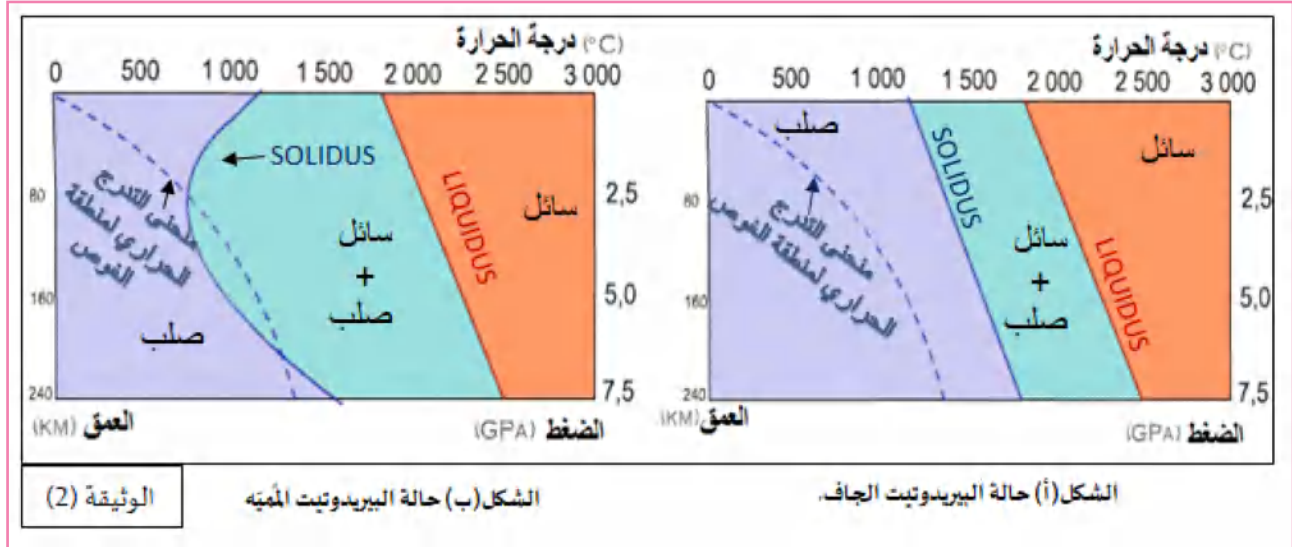 درجة الحرارة (°C)
0 500 1 000 1 500 2 000 2 500 3 000
صلب
SOLIDUS
سائل
+
صلب
LIQUIDUS
سائل
منحنى التدرج
الحراري لمنطقة الغوص
80
160
240
2,5
5,0
7,5
العمق (KM)
الضغط (GPA)
الشكل(أ) حالة البيريدوتيت الجاف.
درجة الحرارة (°C)
0 500 1 000 1 500 2 000 2 500 3 000
SOLIDUS
LIQUIDUS
سائل
سائل
+
صلب
صلب
منحنى التدرج
الحراري لمنطقة
الغوص
80
160
240
2,5
5,0
7,5
العمق (KM)
الضغط (GPA)
الشكل(ب) حالة البيريدوتيت المُميّه
الوثيقة (2)